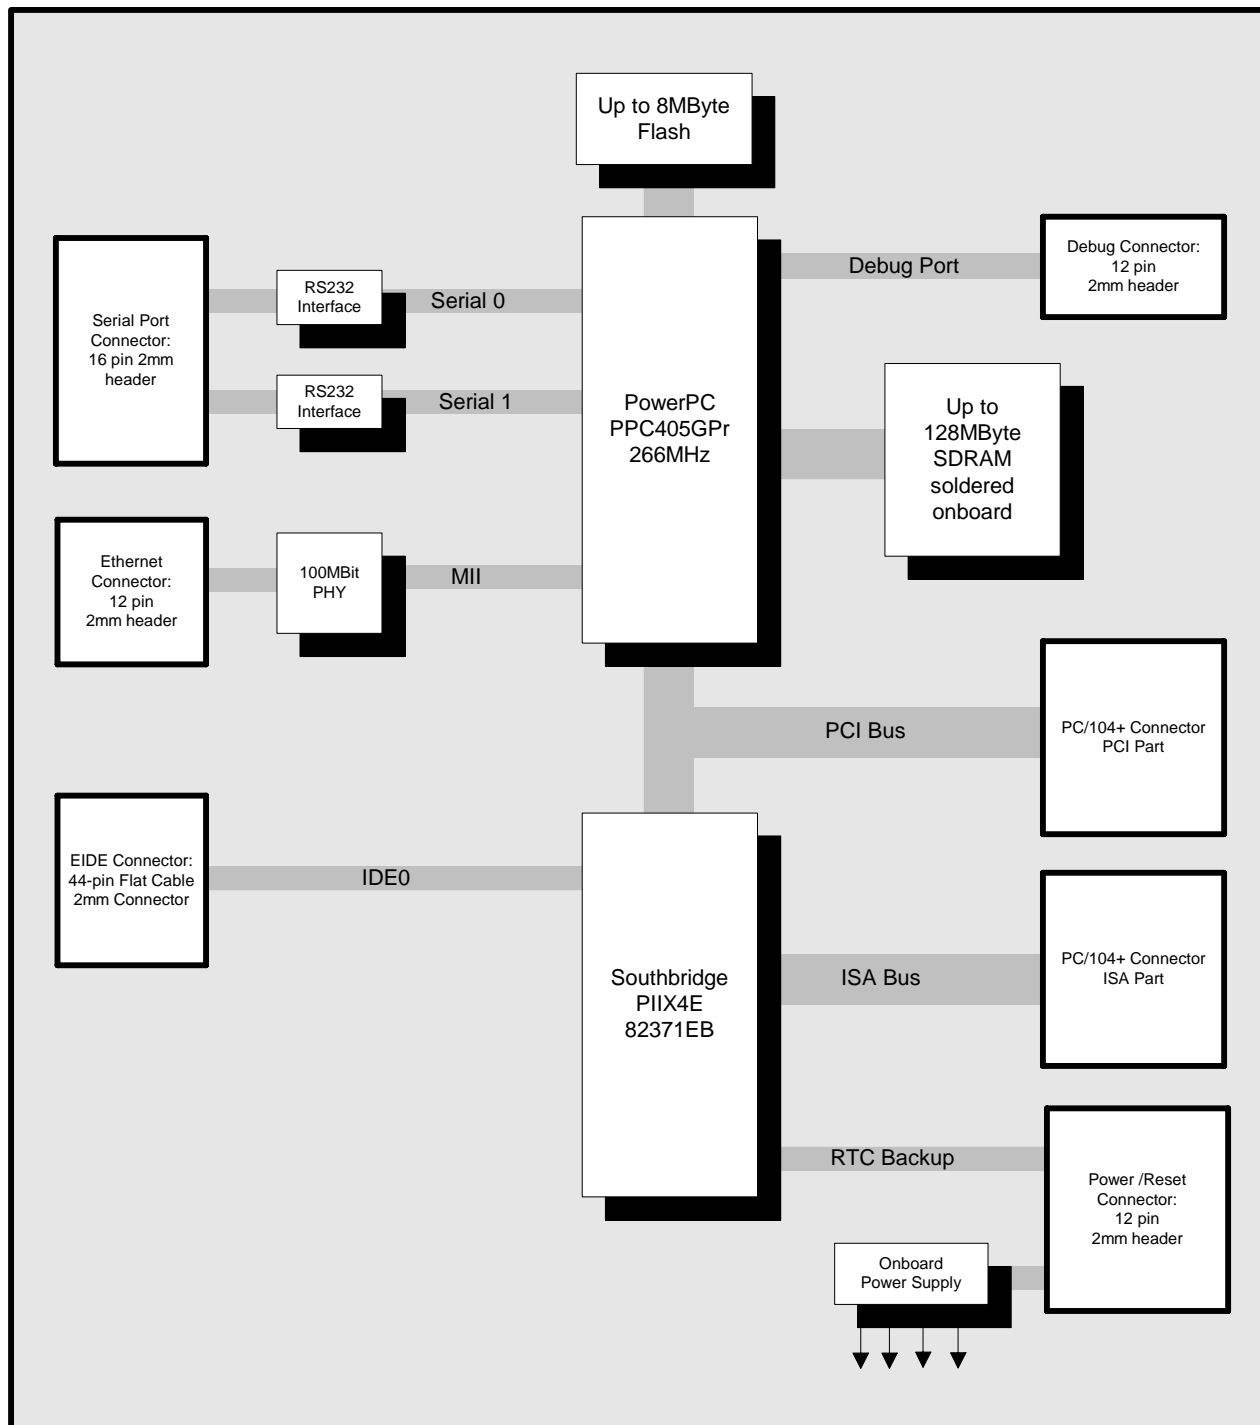 Up to 8MByte
Flash
Debug Connector:
12 pin
2mm header
Debug Port
RS232
Interface
Serial 0
Serial Port
Connector:
16 pin 2mm
header
RS232
Interface
Serial 1
PowerPC
PPC405GPr
266MHz
Up to
128MByte
SDRAM
soldered
onboard
Ethernet
Connector:
12 pin
2mm header
100MBit
PHY
MII
PCI Bus
PC/104+ Connector
PCI Part
EIDE Connector:
44-pin Flat Cable
2mm Connector
IDE0
Southbridge
PIIX4E
82371EB
ISA Bus
PC/104+ Connector
ISA Part
RTC Backup
Power /Reset
Connector:
12 pin
2mm header
Onboard
Power Supply